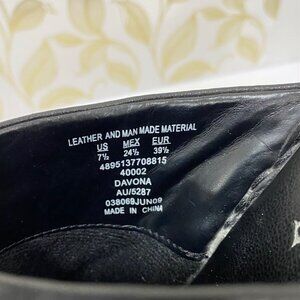 LEATHER AND MAN MADE MATERIAL
US MEX EUR
7½ 24½ 39½
4895137708815
40002
DAVONA
AU/5287
038069JUN09
MADE IN CHINA